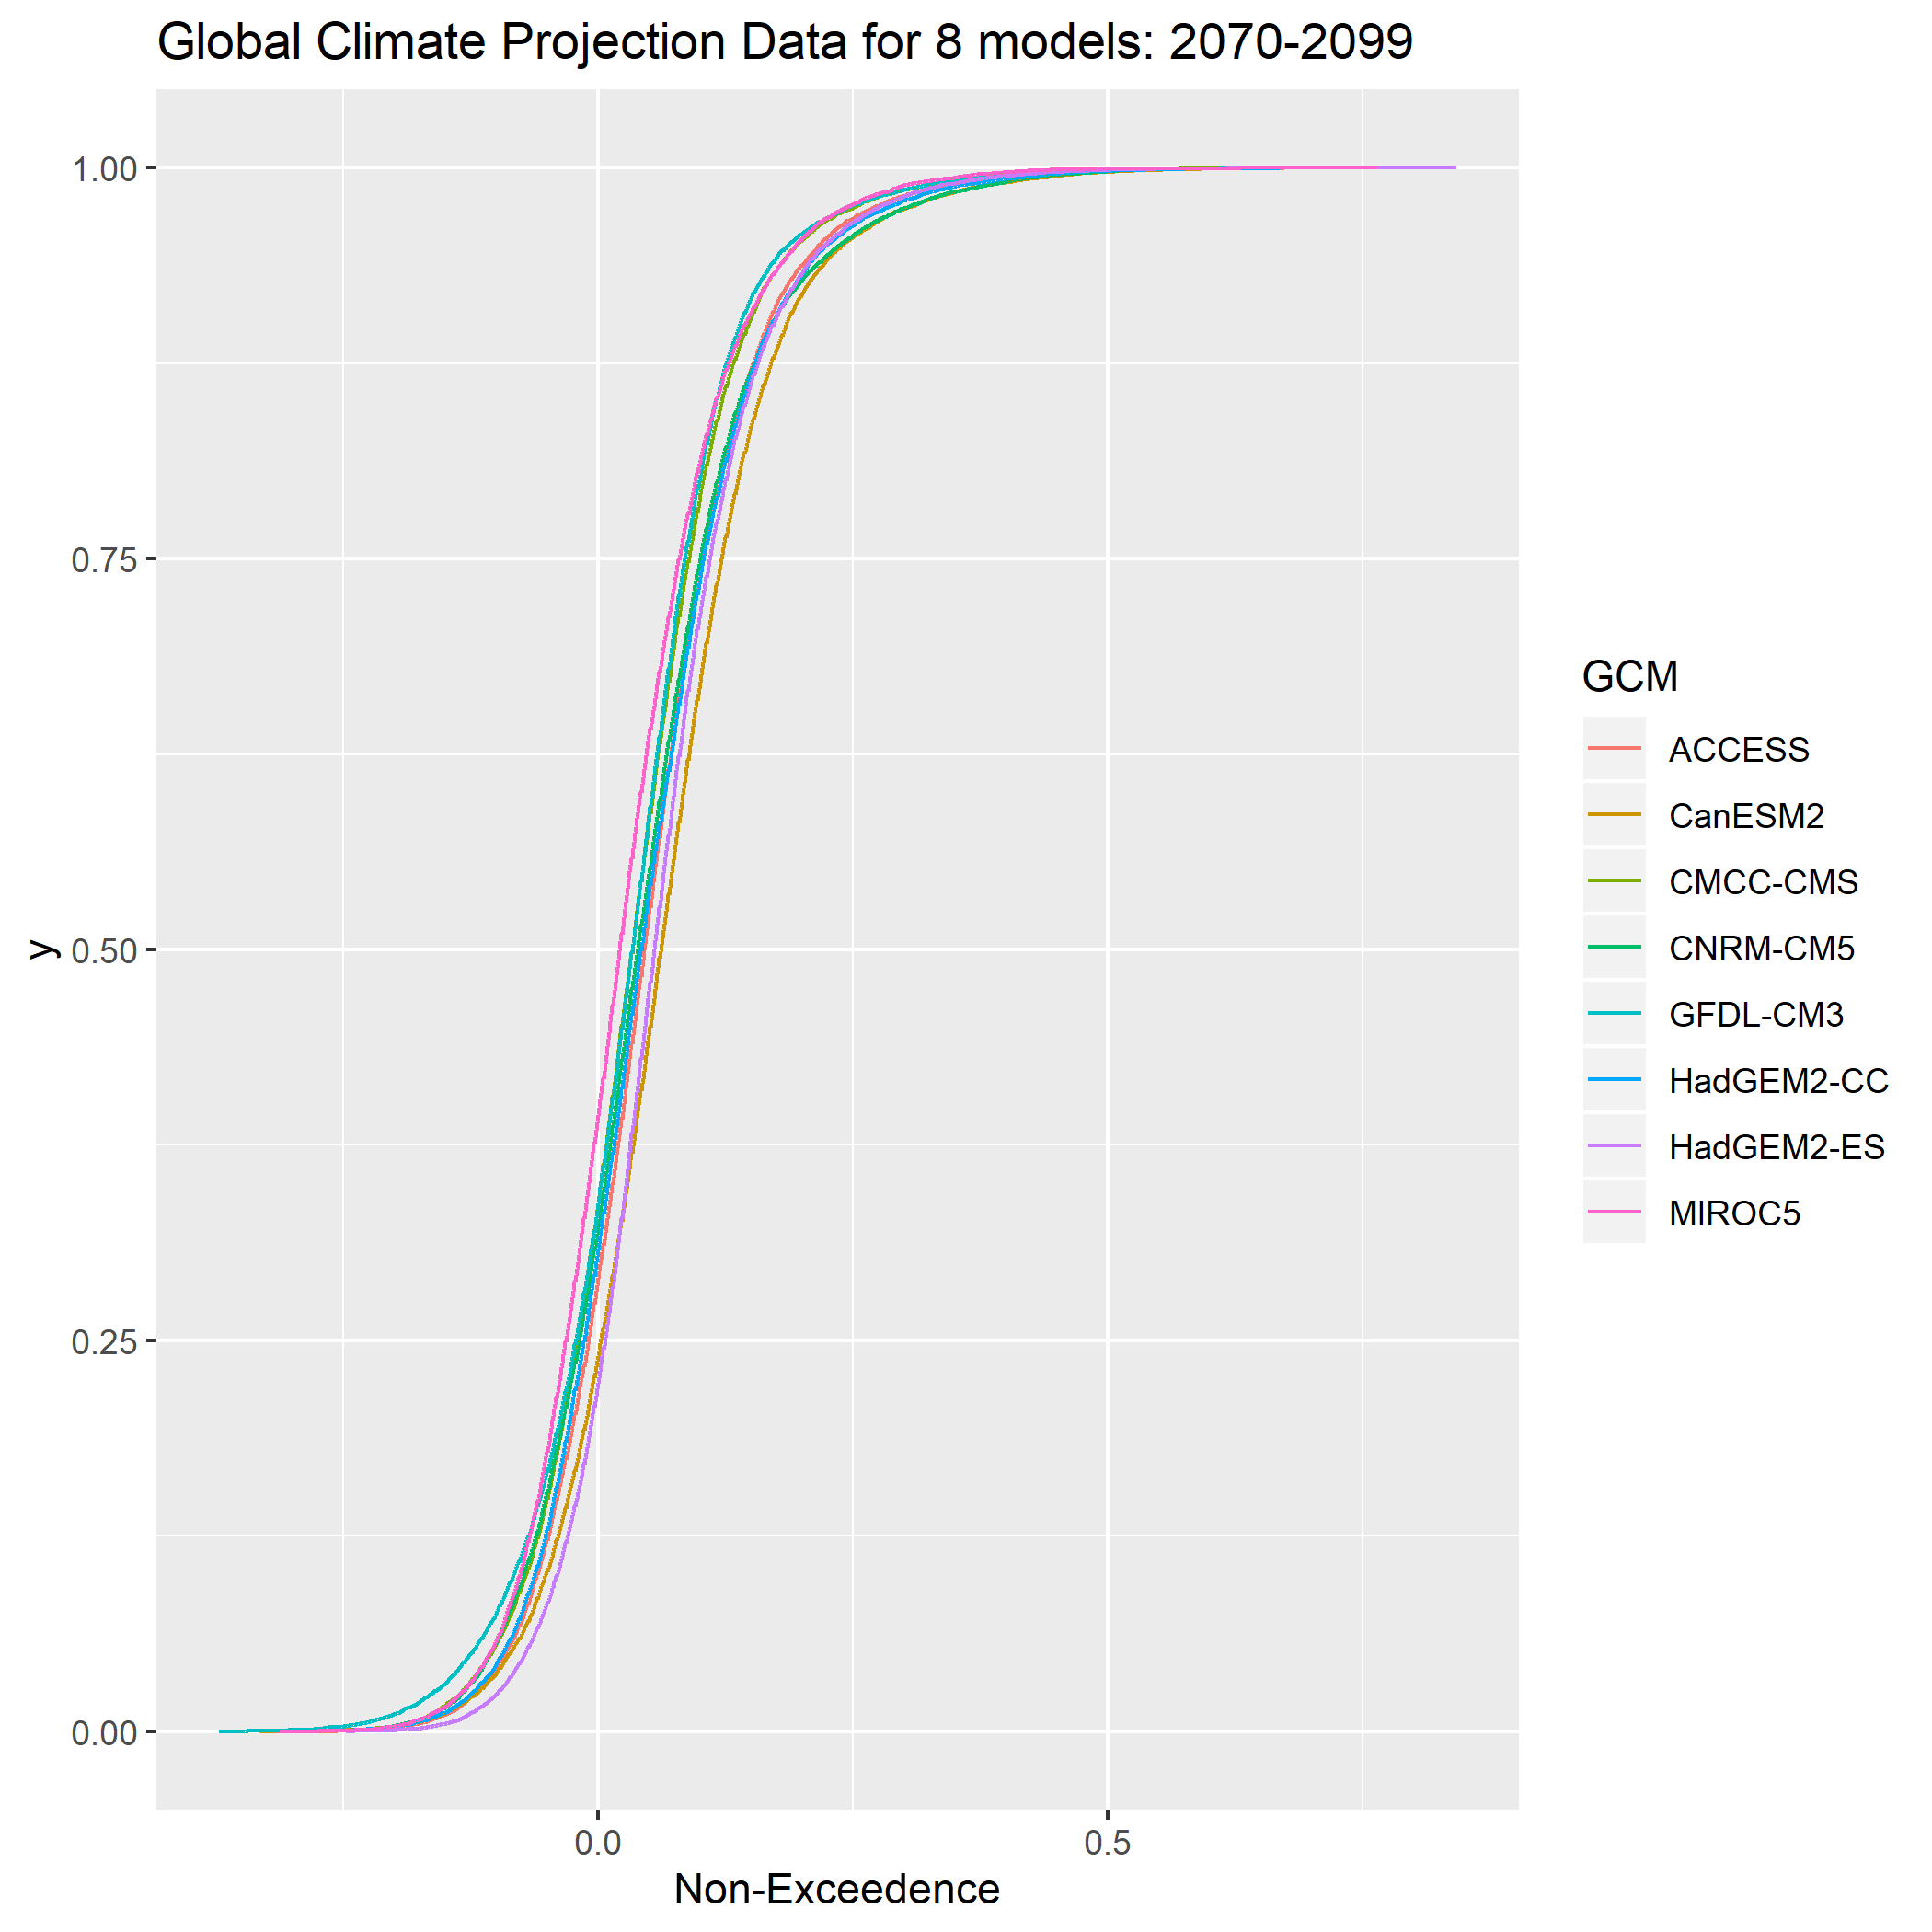 Global Climate Projection Data for 8 models: 2070-2099
1.00
0.75
0.50
0.25
0.00
y
0.0 0.5
Non-Exceedence
GCM
ACCESS
CanESM2
CMCC-CMS
CNRM-CM5
GFDL-CM3
HadGEM2-CC
HadGEM2-ES
MIROC5